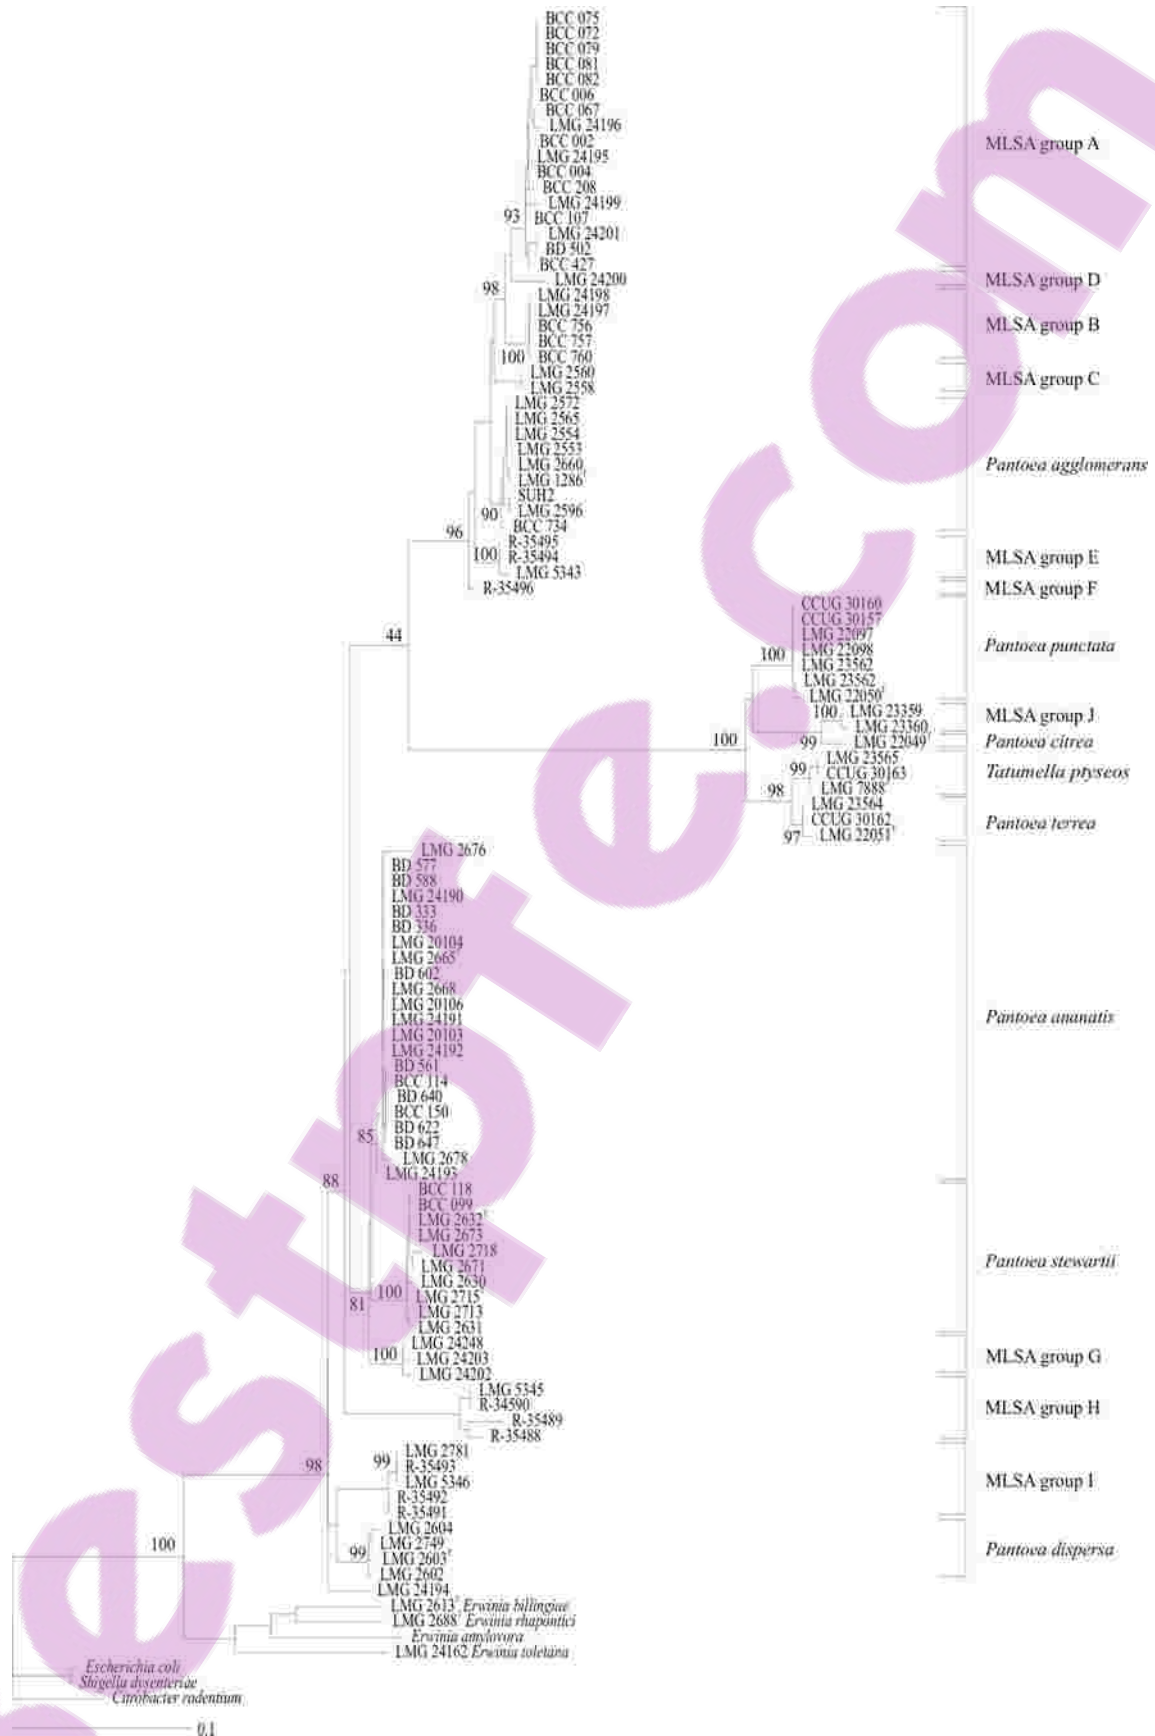 BCC 075
BCC 072
BCC 079
BCC 081
BCC 082
BCC 006
BCC 067
LMG 24196
BCC 002
MLSA group A
LMG 24195
BCC 004
BCC 208
LMG 24199
93
BCC 107
LMG 24201
BD 502
BCC 427
LMG 24200
MLSA group D
98
LMG 24198
LMG 24197
BCC 756
MLSA group B
BCC 757
100
BCC 760
LMG 2560
MLSA group C
LMG 2558
LMG 2572
LMG 2565
LMG 2554
LMG 2553
LMG 2660
Pantoea agglomerans
LMG 1286T
SUH2
90
LMG 2596
BCC 734
96
R-35495
100
R-35494
MLSA group E
LMG 5343
R-35496
MLSA group F
CCUG 30160
CCUG 30157
44
LMG 22097
LMG 22098
Pantoea punctata
100
LMG 23562
LMG 23562
LMG 22050T
100
LMG 23359
MLSA group J
LMG 23360
100
99
LMG 22049T
Pantoea citrea
LMG 23565
99
CCUG 30163
Tatumella ptyseos
98
LMG 7888T
LMG 23564
CCUG 30162
Pantoea terrea
97
LMG 22051T
LMG 2676
BD 577
BD 588
LMG 24190
BD 333
BD 336
LMG 20104
LMG 2665T
BD 602
LMG 2668
LMG 20106
LMG 24191
Pantoea ananatis
LMG 20103
LMG 24192
BD 561
BCC 114
BD 640
BCC 150
BD 622
85
BD 647
LMG 2678
LMG 24193
88
BCC 118
BCC 099
LMG 2632T
LMG 2673
LMG 2718
LMG 2671
Pantoea stewartii
LMG 2630
81
100
LMG 2715T
LMG 2713
LMG 2631
LMG 24248
100
LMG 24203
MLSA group G
LMG 24202
LMG 5345
R-34590
MLSA group H
R-35489
R-35488
LMG 2781
98
99
R-35493
LMG 5346
MLSA group I
R-35492
R-35491
LMG 2604
LMG 2749
100
99
LMG 2603T
Pantoea dispersa
LMG 2602
LMG 24194
LMG 2613T Erwinia billingiae
LMG 2688T Erwinia rhapontici
Erwinia amylovora
LMG 24162 Erwinia toletana
Escherichia coli
Shigella dysenteriae
Citrobacter rodentium
0.1
estpfe.com